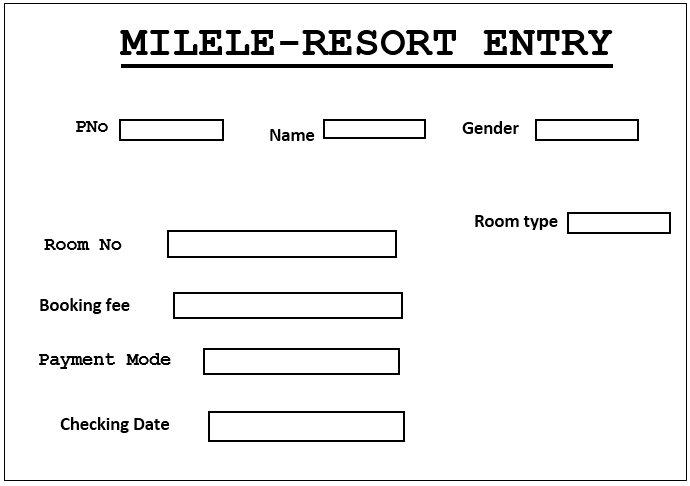 MILELE-RESORT ENTRY
PNo Name Gender
Room type
Room No
Booking fee
Payment Mode
Checking Date